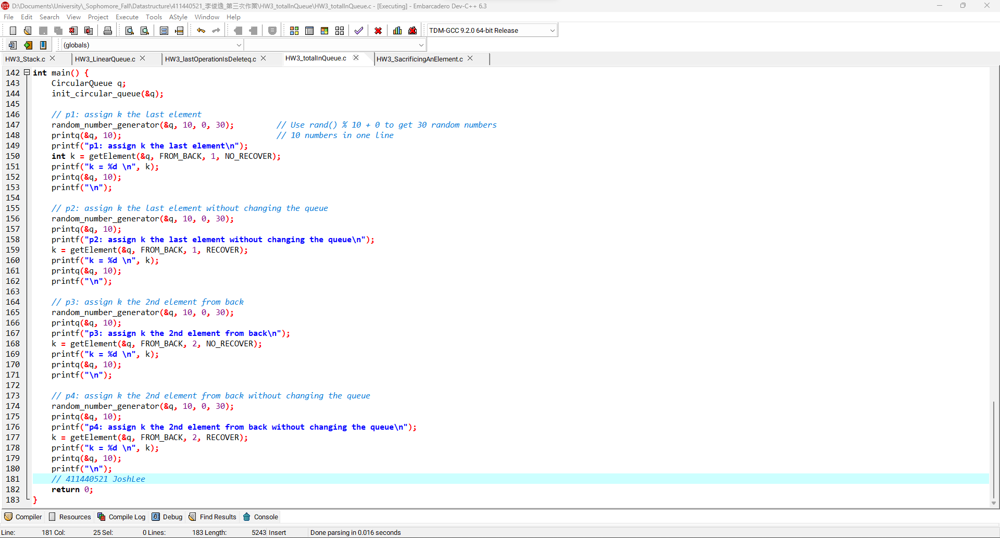 D:\Documents\University\_Sophomore_Fall\Datastructure\411440521_李俊逸_第三次作業\HW3_totalInQueue\HW3_totalInQueue.c - [Executing] - Embarcadero Dev-C++ 6.3
File Edit Search View Project Execute Tools AStyle Window Help
TDM-GCC 9.2.0 64-bit Release
(globals)
HW3_Stack.c HW3_LinearQueue.c HW3_lastOperationIsDeleteq.c HW3_totalInQueue.c HW3_SacrificingAnElement.c
142 int main() {
143 CircularQueue q;
144 init_circular_queue(&q);
145
146 // p1: assign k the last element
147 random_number_generator(&q, 10, 0, 30); // Use rand() % 10 + 0 to get 30 random numbers
148 printq(&q, 10); // 10 numbers in one line
149 printf("p1: assign k the last element\n");
150 int k = getElement(&q, FROM_BACK, 1, NO_RECOVER);
151 printf("k = %d \n", k);
152 printq(&q, 10);
153 printf("\n");
154
155 // p2: assign k the last element without changing the queue
156 random_number_generator(&q, 10, 0, 30);
157 printq(&q, 10);
158 printf("p2: assign k the last element without changing the queue\n");
159 k = getElement(&q, FROM_BACK, 1, RECOVER);
160 printf("k = %d \n", k);
161 printq(&q, 10);
162 printf("\n");
163
164 // p3: assign k the 2nd element from back
165 random_number_generator(&q, 10, 0, 30);
166 printq(&q, 10);
167 printf("p3: assign k the 2nd element from back\n");
168 k = getElement(&q, FROM_BACK, 2, NO_RECOVER);
169 printf("k = %d \n", k);
170 printq(&q, 10);
171 printf("\n");
172
173 // p4: assign k the 2nd element from back without changing the queue
174 random_number_generator(&q, 10, 0, 30);
175 printq(&q, 10);
176 printf("p4: assign k the 2nd element from back without changing the queue\n");
177 k = getElement(&q, FROM_BACK, 2, RECOVER);
178 printf("k = %d \n", k);
179 printq(&q, 10);
180 printf("\n");
181 // 411440521 JoshLee
182 return 0;
183 }
Compiler Resources Compile Log Debug Find Results Console
Line: 181 Col: 25 Sel: 0 Lines: 183 Length: 5243 Insert Done parsing in 0.016 seconds